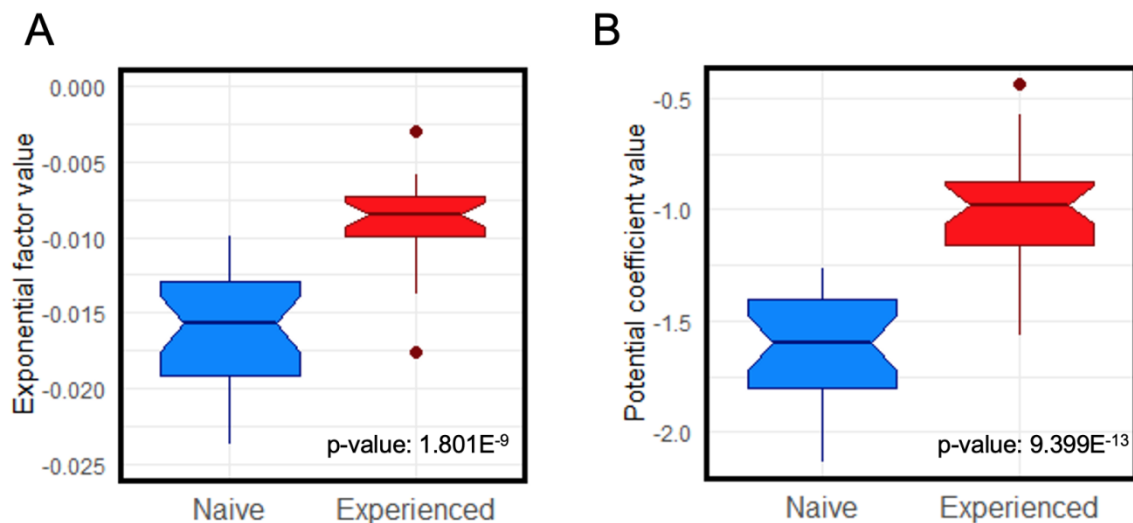 A
Exponential factor value
0.000
-0.005
-0.010
-0.015
-0.020
-0.025
p-value: 1.801E-9
Naive Experienced
B
Potential coefficient value
-0.5
-1.0
-1.5
-2.0
p-value: 9.399E-13
Naive Experienced